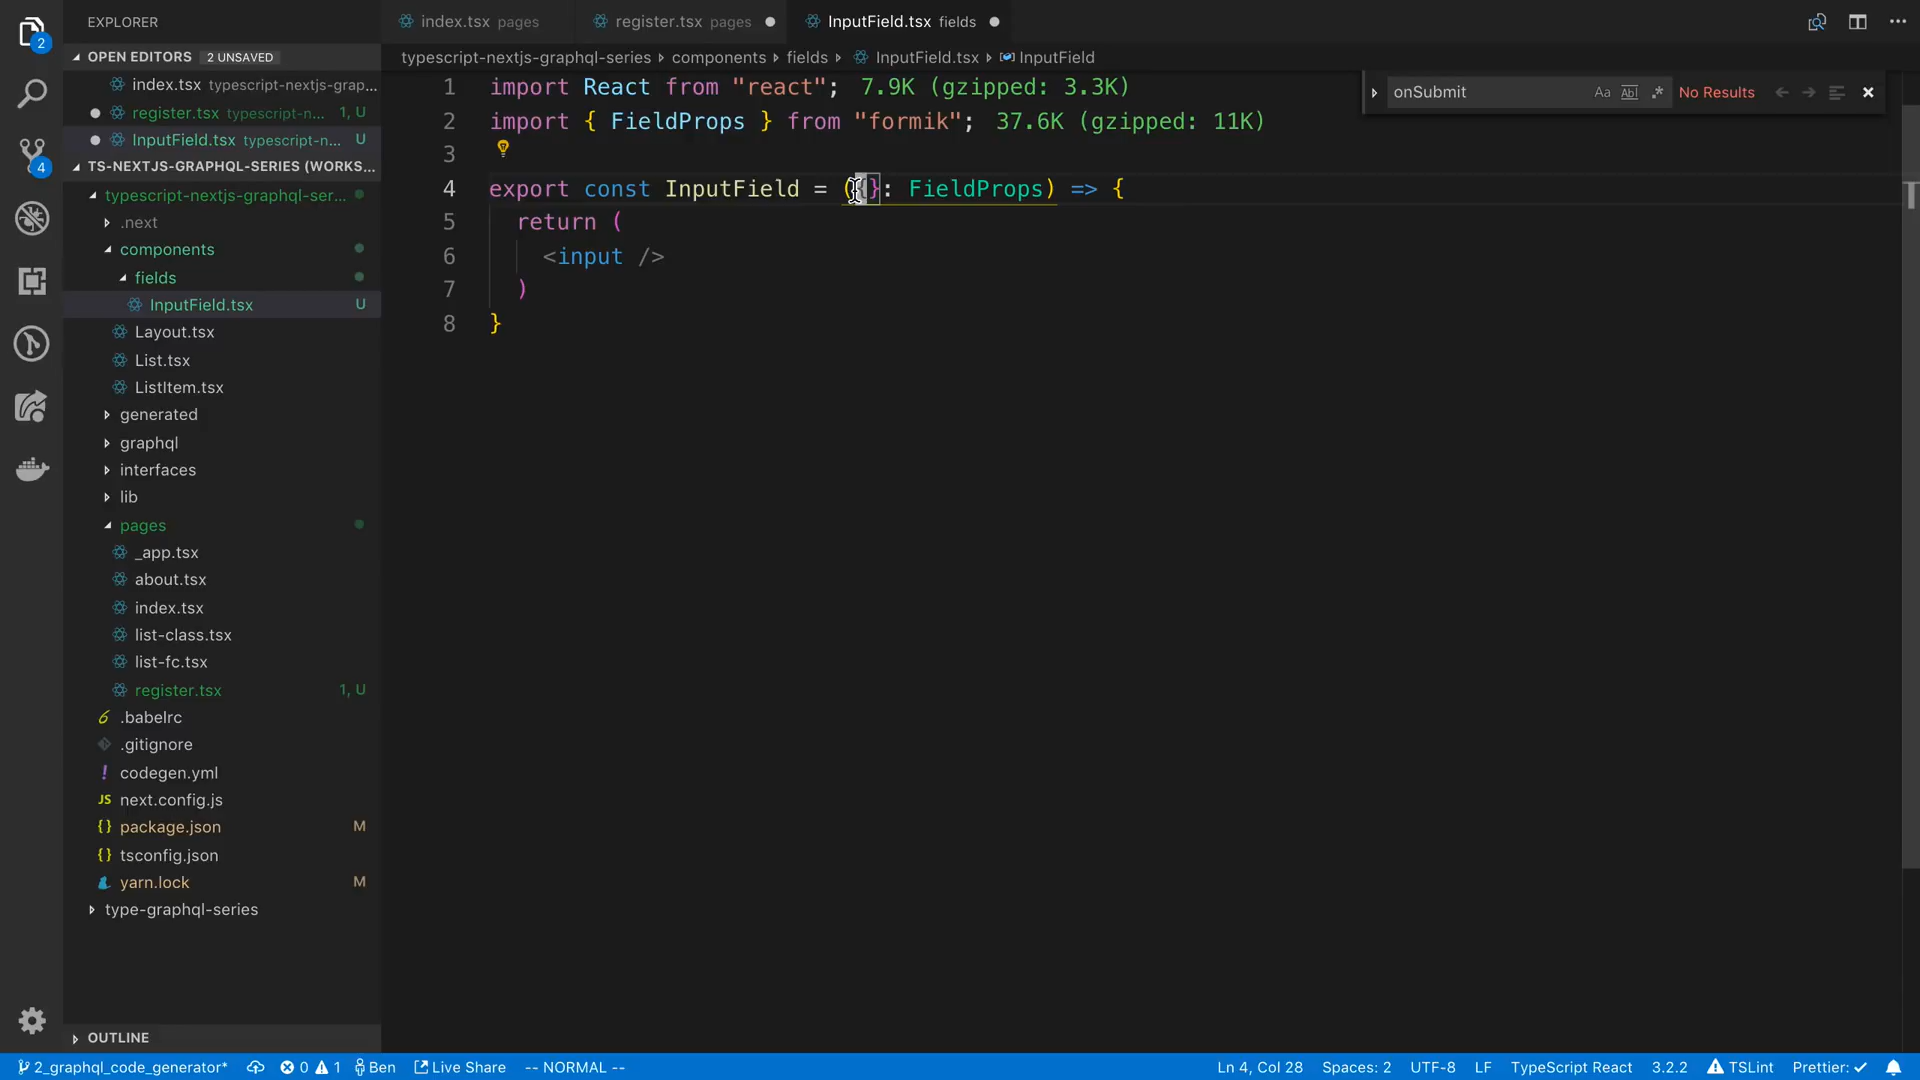 EXPLORER
index.tsx pages
register.tsx pages
InputField.tsx fields
OPEN EDITORS 2 UNSAVED
index.tsx typescript-nextjs-grap...
register.tsx typescript-n... 1, U
InputField.tsx typescript-n... U
TS-NEXTJS-GRAPHQL-SERIES (WORKS...
typescript-nextjs-graphql-ser...
.next
components
fields
InputField.tsx U
Layout.tsx
List.tsx
ListItem.tsx
generated
graphql
interfaces
lib
pages
_app.tsx
about.tsx
index.tsx
list-class.tsx
list-fc.tsx
register.tsx 1, U
.babelrc
.gitignore
! codegen.yml
JS next.config.js
{} package.json M
{} tsconfig.json
yarn.lock M
type-graphql-series
OUTLINE
2
4
typescript-nextjs-graphql-series > components > fields > InputField.tsx > InputField
onSubmit Aa Abl .* No Results
1 import React from "react"; 7.9K (gzipped: 3.3K)
2 import { FieldProps } from "formik"; 37.6K (gzipped: 11K)
3
4 export const InputField = ({}: FieldProps) => {
5 return (
6 <input />
7 )
8 }
2_graphql_code_generator* 0 1 Ben Live Share -- NORMAL -- Ln 4, Col 28 Spaces: 2 UTF-8 LF TypeScript React 3.2.2 TSLint Prettier: ✓